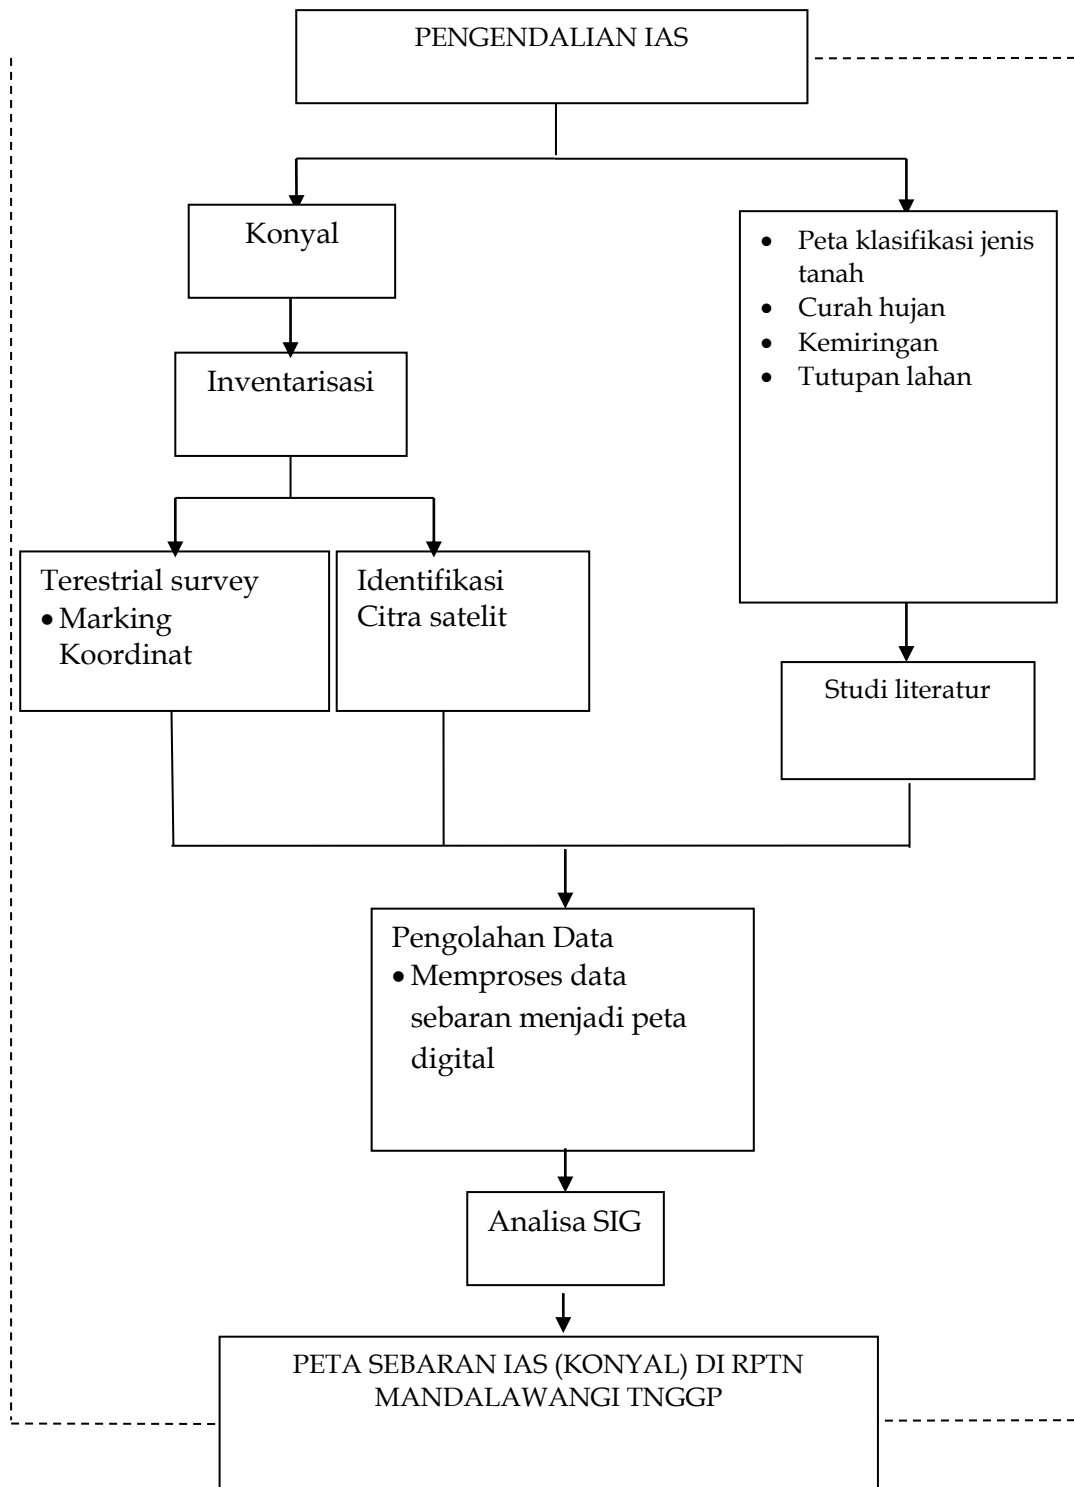 PENGENDALIAN IAS
Konyal
• Peta klasifikasi jenis
tanah
• Curah hujan
• Kemiringan
• Tutupan lahan
Inventarisasi
Terestrial survey
• Marking
Koordinat
Identifikasi
Citra satelit
Studi literatur
Pengolahan Data
• Memproses data
sebaran menjadi peta
digital
Analisa SIG
PETA SEBARAN IAS (KONYAL) DI RPTN
MANDALAWANGI TNGGP